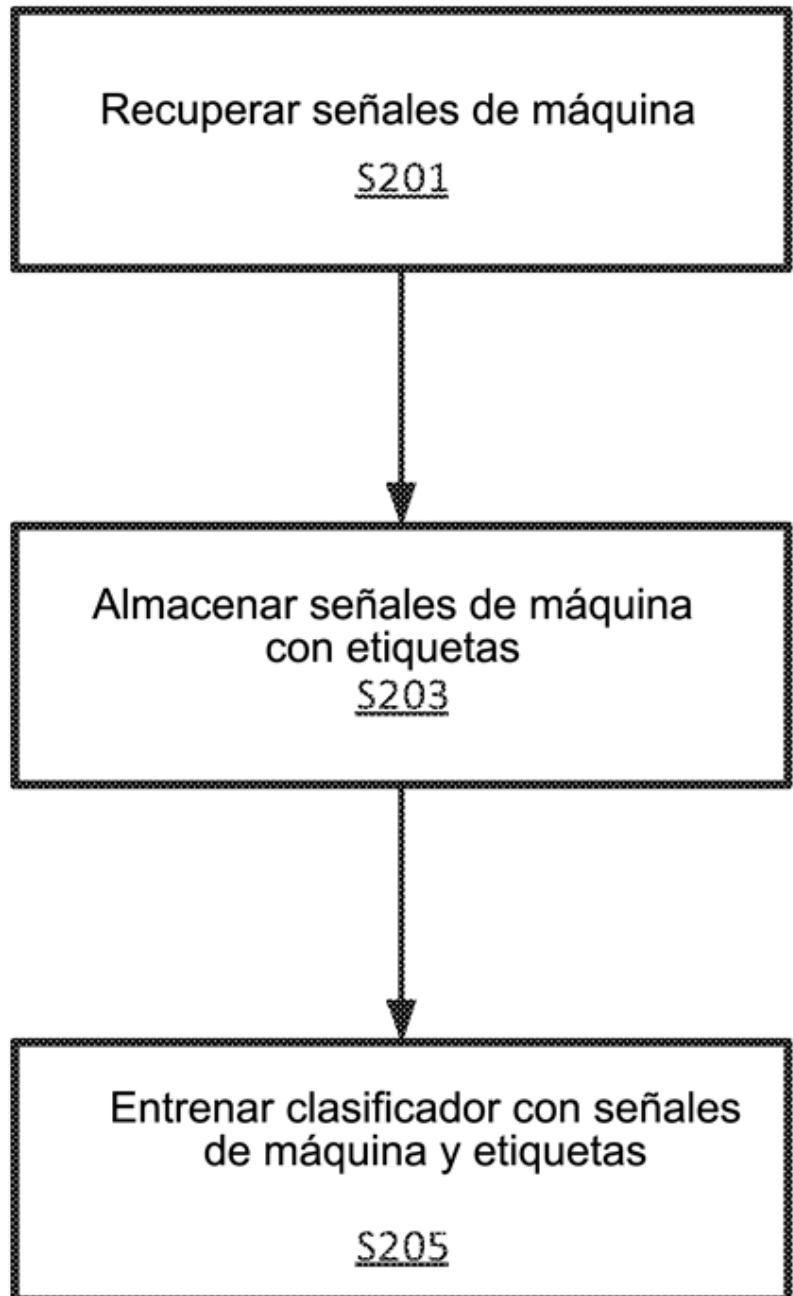 Recuperar señales de máquina
S201
Almacenar señales de máquina
con etiquetas
S203
Entrenar clasificador con señales
de máquina y etiquetas
S205